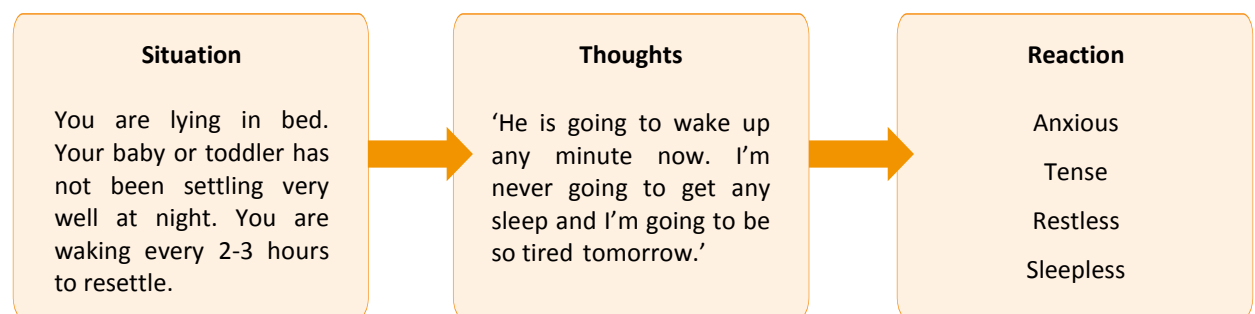 Situation
You are lying in bed.
Your baby or toddler has
not been settling very
well at night. You are
waking every 2-3 hours
to resettle.
Thoughts
‘He is going to wake up
any minute now. I’m
never going to get any
sleep and I’m going to be
so tired tomorrow.’
Reaction
Anxious
Tense
Restless
Sleepless